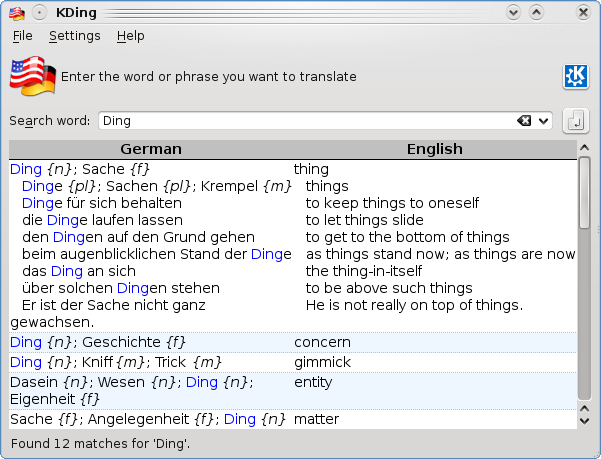 KDing
File Settings Help
Enter the word or phrase you want to translate
Search word: Ding
German English
Ding {n}; Sache {f} thing
Dinge {pl}; Sachen {pl}; Krempel {m} things
Dinge für sich behalten to keep things to oneself
die Dinge laufen lassen to let things slide
den Dingen auf den Grund gehen to get to the bottom of things
beim augenblicklichen Stand der Dinge as things stand now; as things are now
das Ding an sich the thing-in-itself
über solchen Dingen stehen to be above such things
Er ist der Sache nicht ganz He is not really on top of things.
gewachsen.
Ding {n}; Geschichte {f} concern
Ding {n}; Kniff {m}; Trick {m} gimmick
Dasein {n}; Wesen {n}; Ding {n}; entity
Eigenheit {f}
Sache {f}; Angelegenheit {f}; Ding {n} matter
Found 12 matches for 'Ding'.